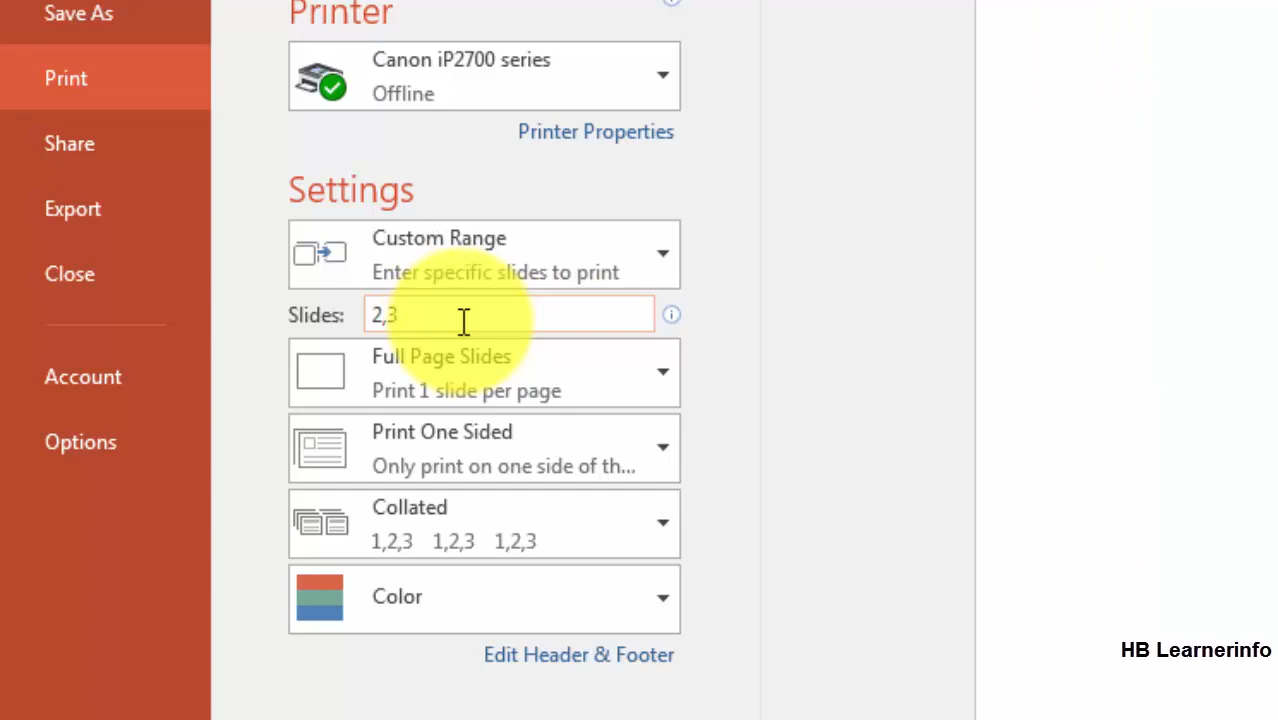 Save As
Print
Share
Export
Close
Account
Options
Printer
Canon iP2700 series
Offline
Printer Properties
Settings
Custom Range
Enter specific slides to print
Slides: 2,3
Full Page Slides
Print 1 slide per page
Print One Sided
Only print on one side of th...
Collated
1,2,3 1,2,3 1,2,3
Color
Edit Header & Footer
HB Learnerinfo